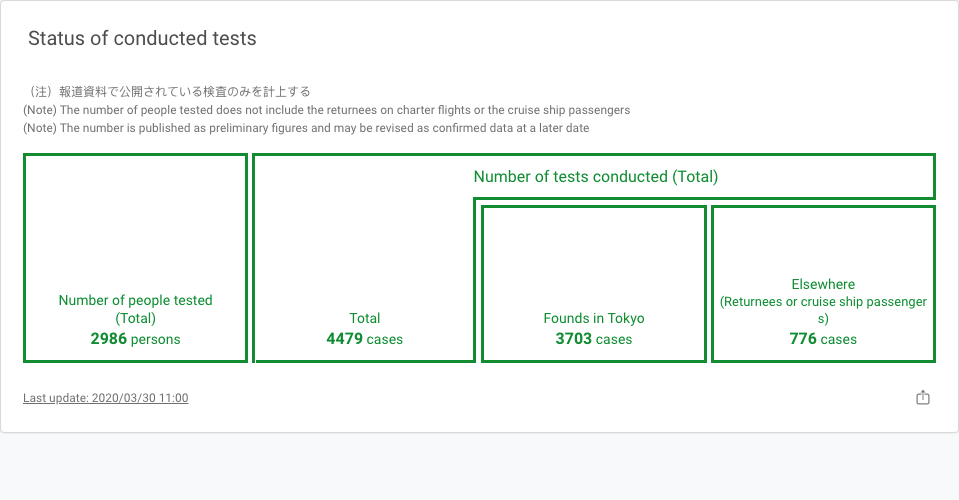 Status of conducted tests
（注）報道資料で公開されている検査のみを計上する
(Note) The number of people tested does not include the returnees on charter flights or the cruise ship passengers
(Note) The number is published as preliminary figures and may be revised as confirmed data at a later date
Number of tests conducted (Total)
Number of people tested
(Total)
2986 persons
Total
4479 cases
Founds in Tokyo
3703 cases
Elsewhere
(Returnees or cruise ship passenger
s)
776 cases
Last update: 2020/03/30 11:00